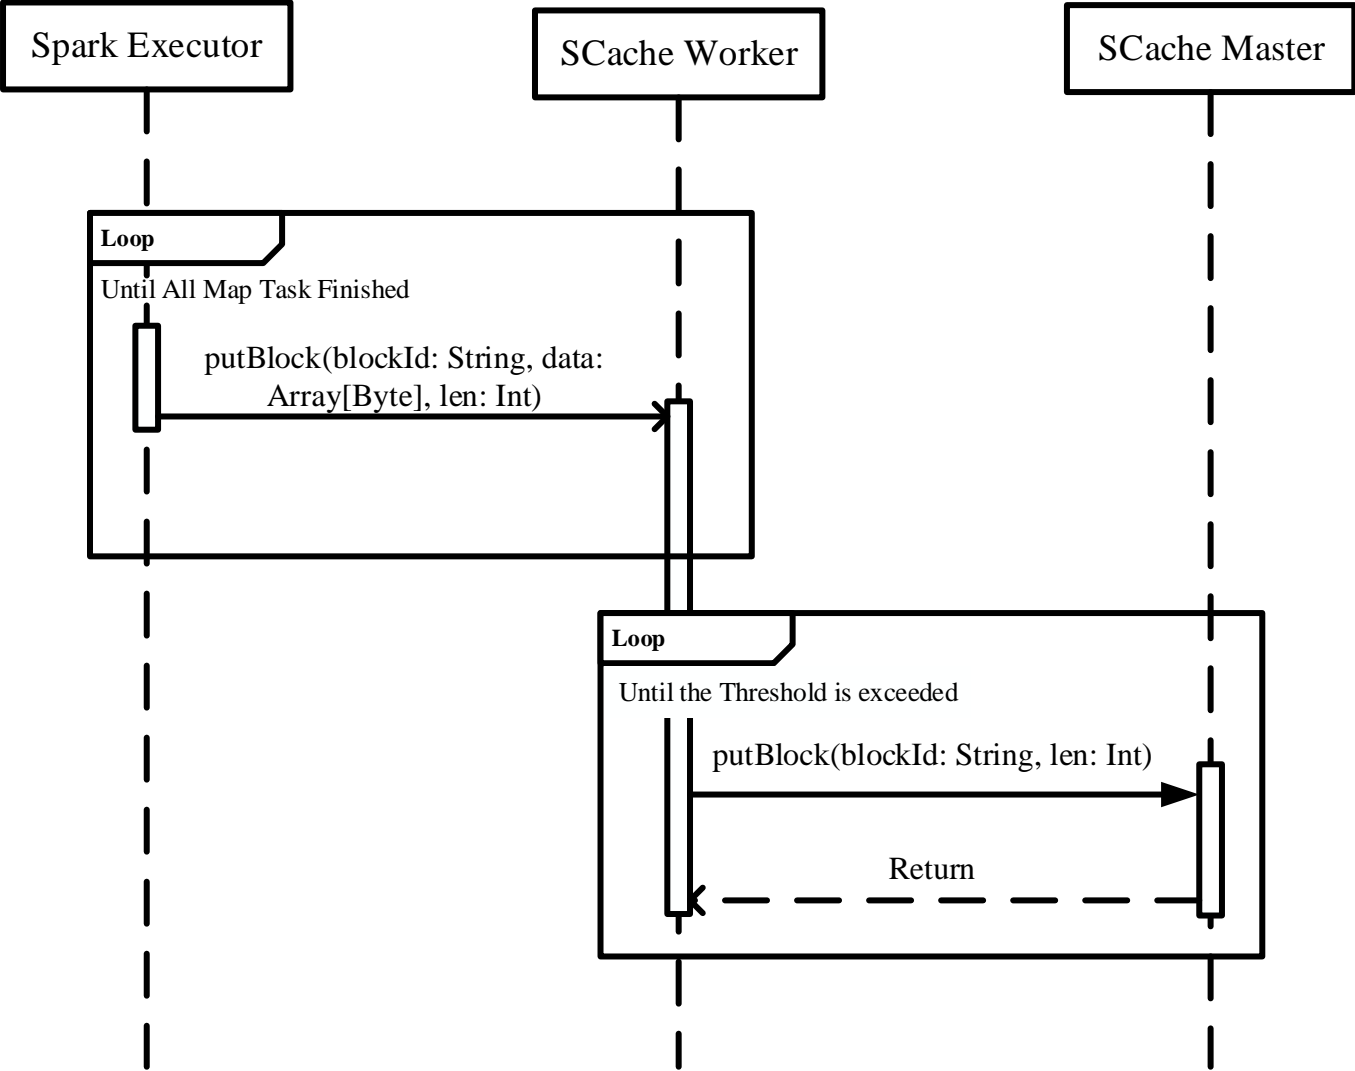 Spark Executor
SCache Worker
SCache Master
Loop
Until All Map Task Finished
putBlock(blockId: String, data:
Array[Byte], len: Int)
Loop
Until the Threshold is exceeded
putBlock(blockId: String, len: Int)
Return